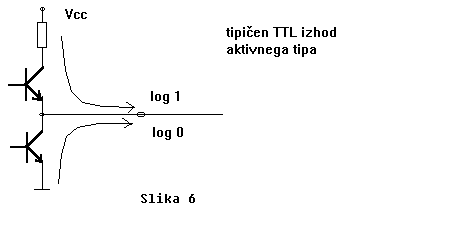 Vcc
tipičen TTL izhod
aktivnega tipa
log 1
log 0
Slika 6